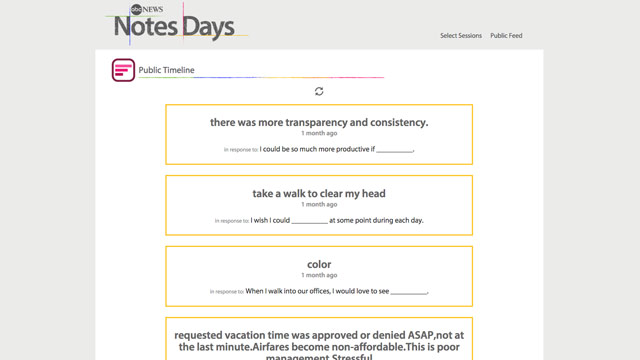 abc NEWS
Notes Days
Select Sessions Public Feed
Public Timeline
there was more transparency and consistency.
1 month ago
in response to: I could be so much more productive if __________.
take a walk to clear my head
1 month ago
in response to: I wish I could __________ at some point during each day.
color
1 month ago
in response to: When I walk into our offices, I would love to see __________.
requested vacation time was approved or denied ASAP,not at
the last minute.Airfares become non-affordable.This is poor
management.Stressful